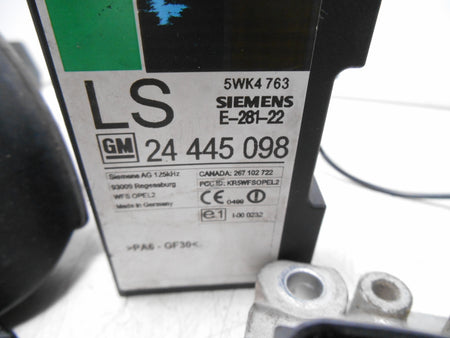 5WK4 763
LS SIEMENS
E-281-22
GM 24 445 098
Siemens AG 125kHz
93009 Regensburg
WFS OPEL2
Made in Germany
CANADA: 267 102 722
FCC ID: KR5WFSOPEL2
CE 0499
e1 I-00 0232
>PA6 - GF30<